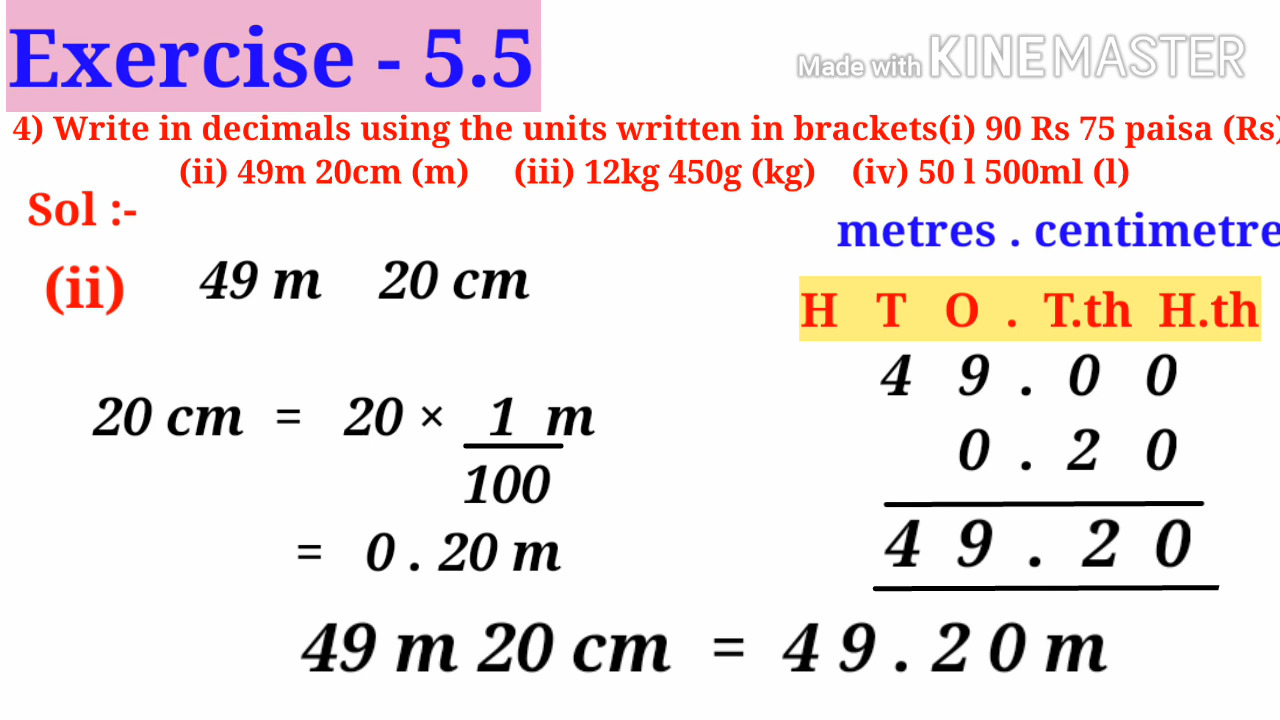 Exercise - 5.5
Made with KINEMASTER
4) Write in decimals using the units written in brackets(i) 90 Rs 75 paisa (Rs)
(ii) 49m 20cm (m) (iii) 12kg 450g (kg) (iv) 50 l 500ml (l)
Sol :-
metres . centimetre
(ii) 49 m 20 cm
H T O . T.th H.th
4 9 . 0 0
0 . 2 0
4 9 . 2 0
20 cm = 20 × 1 m
100
= 0 . 20 m
49 m 20 cm = 4 9 . 2 0 m